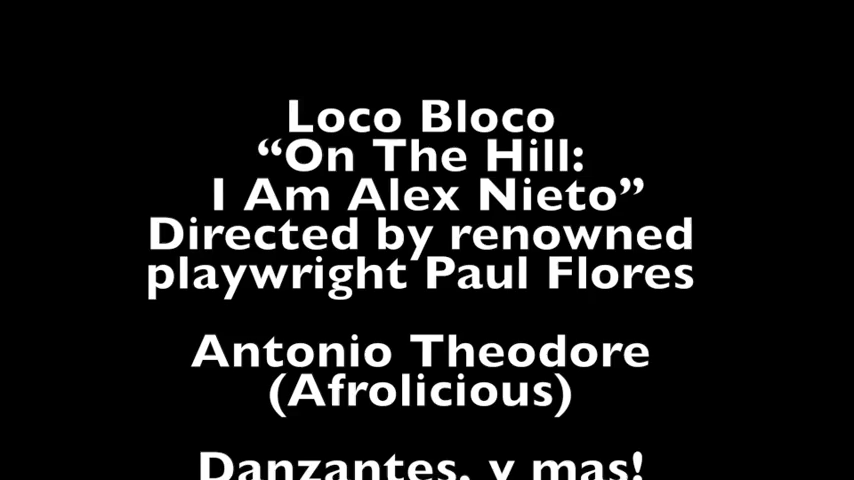 Loco Bloco
“On The Hill:
I Am Alex Nieto”
Directed by renowned
playwright Paul Flores
Antonio Theodore
(Afrolicious)
Danzantes, y mas!